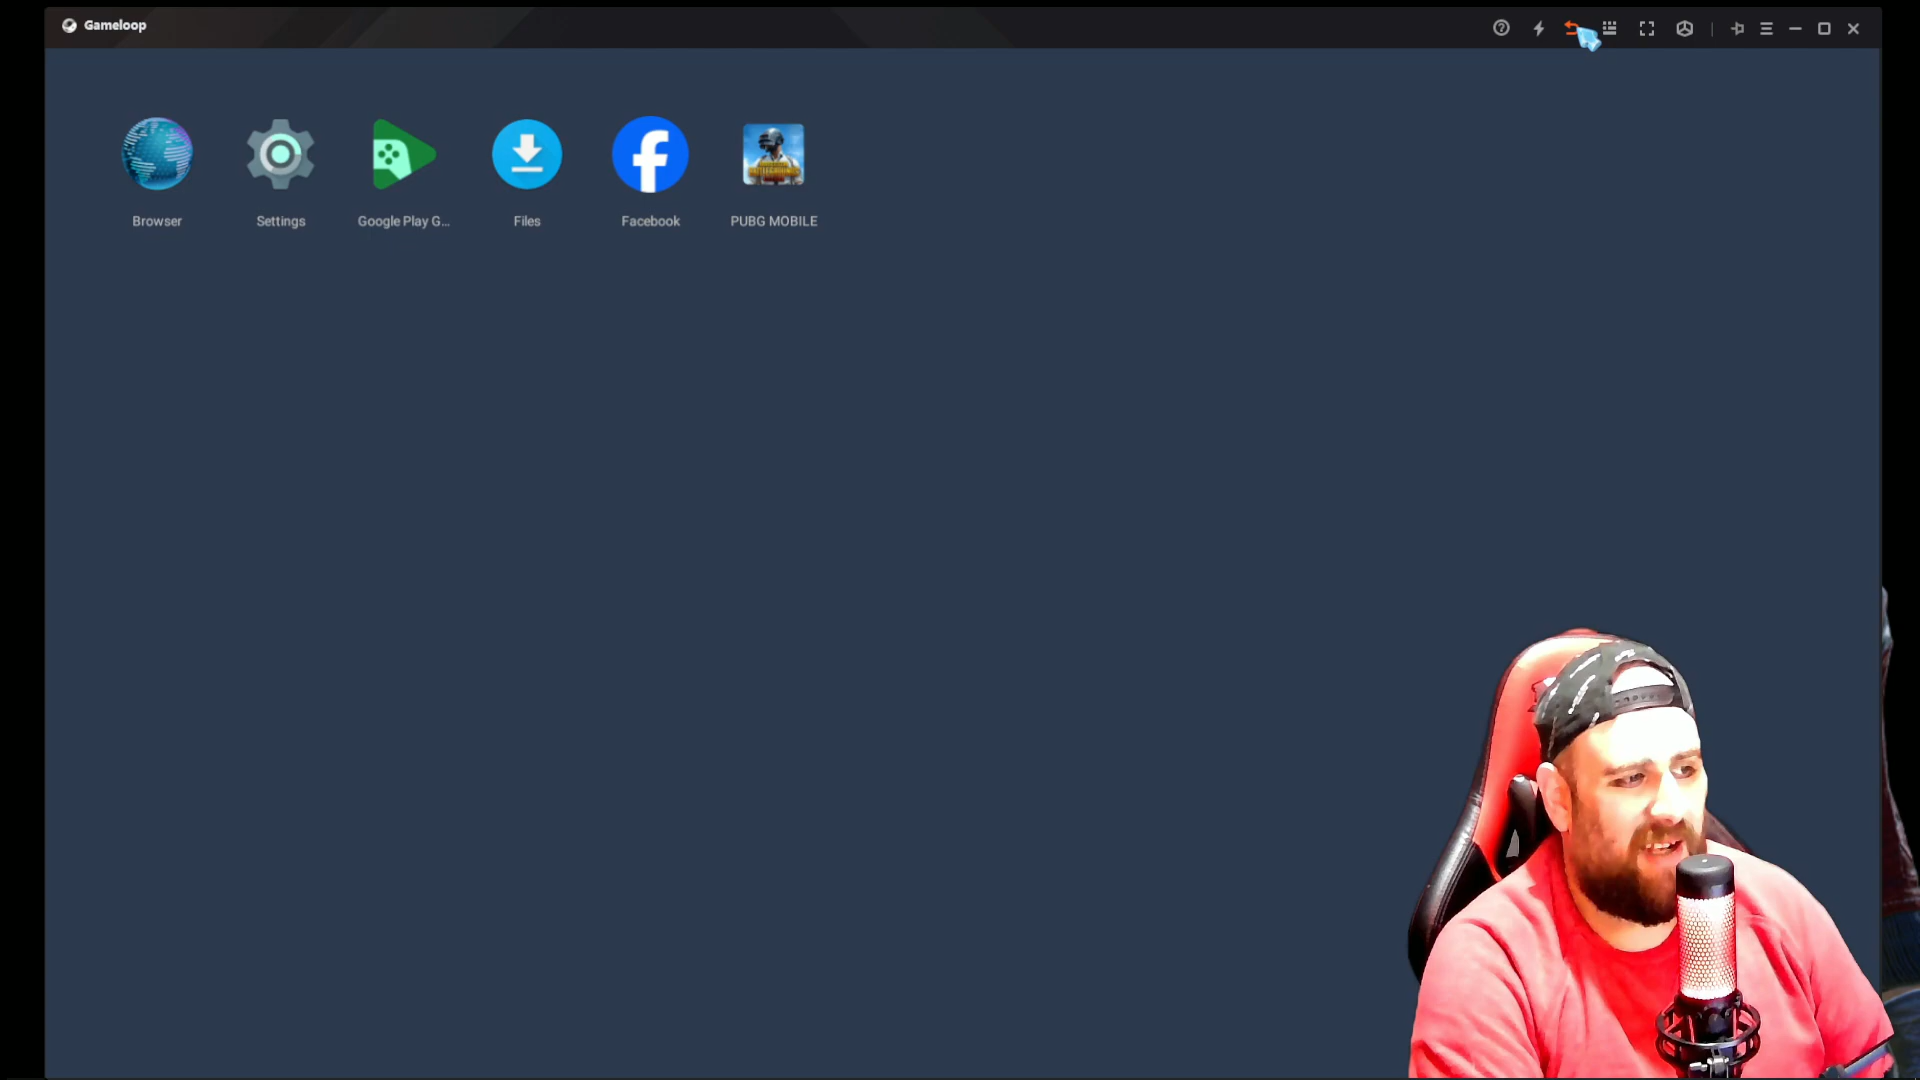 Gameloop
Browser
Settings
Google Play G...
Files
Facebook
PUBG MOBILE